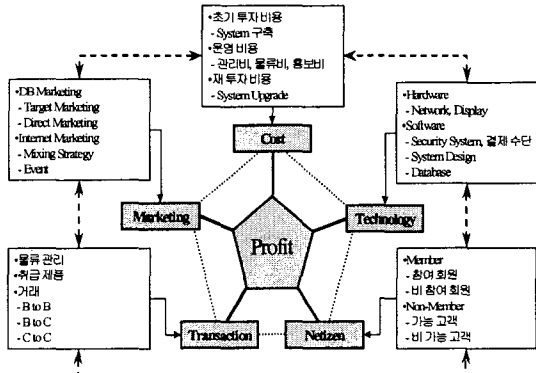 •초기 투자 비용
- System 구축
•운영 비용
- 관리비, 물류비, 홍보비
•재 투자 비용
- System Upgrade
Cost
•DB Marketing
- Target Marketing
- Direct Marketing
•Internet Marketing
- Mixing Strategy
- Event
Marketing
•Hardware
- Network, Display
•Software
- Security System, 결제 수단
- System Design
- Database
Technology
Profit
•물류 관리
•취급 제품
•거래
- B to B
- B to C
- C to C
Transaction
•Member
- 참여 회원
- 비 참여 회원
•Non-Member
- 가능 고객
- 비 가능 고객
Netizen